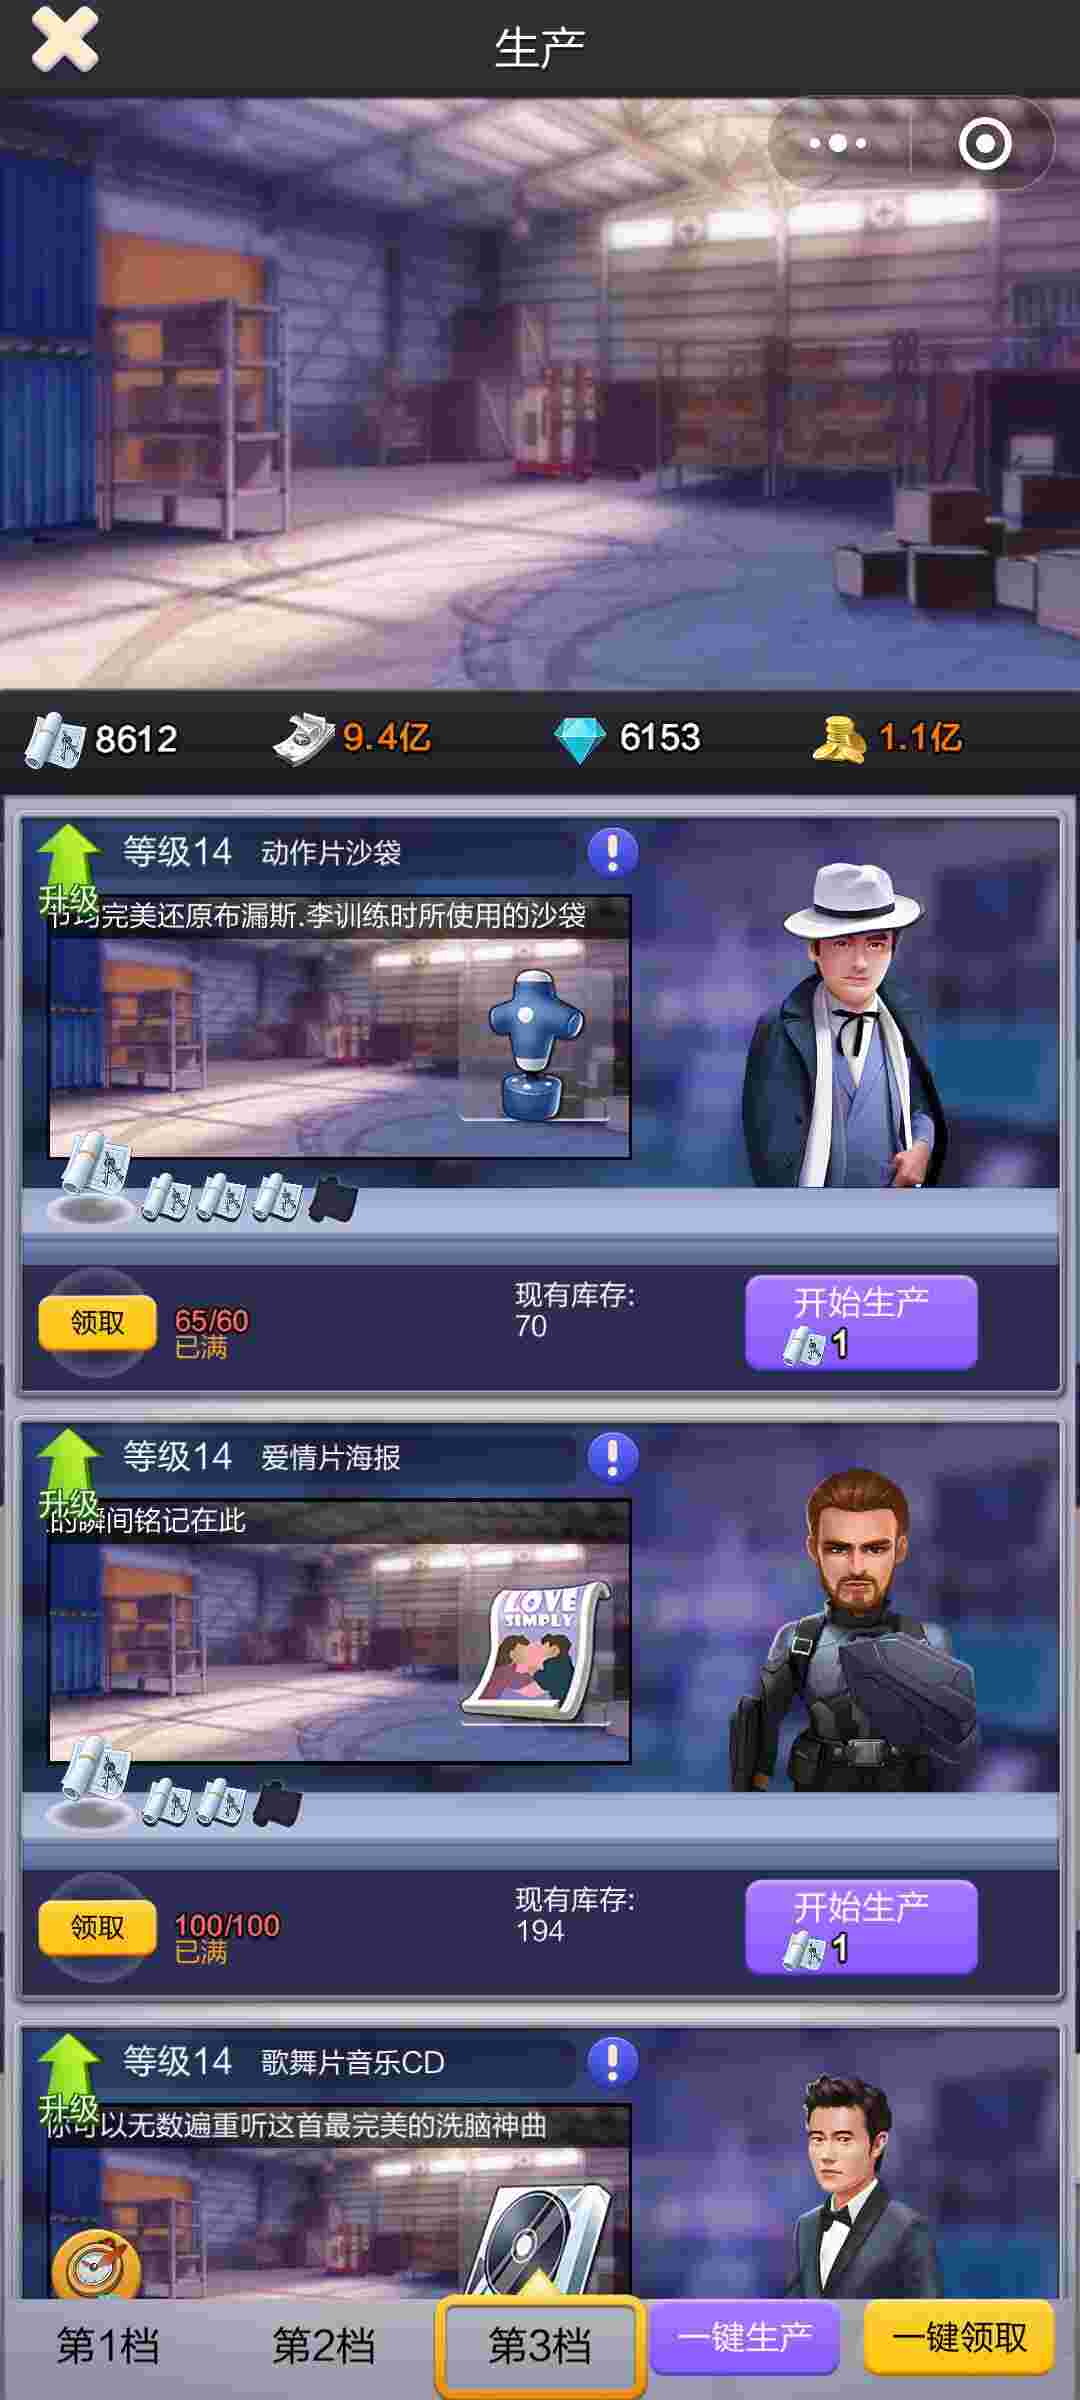 生产
8612
9.4亿
6153
1.1亿
等级14 动作片沙袋
升级
均完美还原布漏斯.李训练时所使用的沙袋
领取
65/60
已满
现有库存:
70
开始生产
1
等级14 爱情片海报
升级
的瞬间铭记在此
LOVE
SIMPLY
领取
100/100
已满
现有库存:
194
开始生产
1
等级14 歌舞片音乐CD
升级
你可以无数遍重听这首最完美的洗脑神曲
第1档
第2档
第3档
一键生产
一键领取